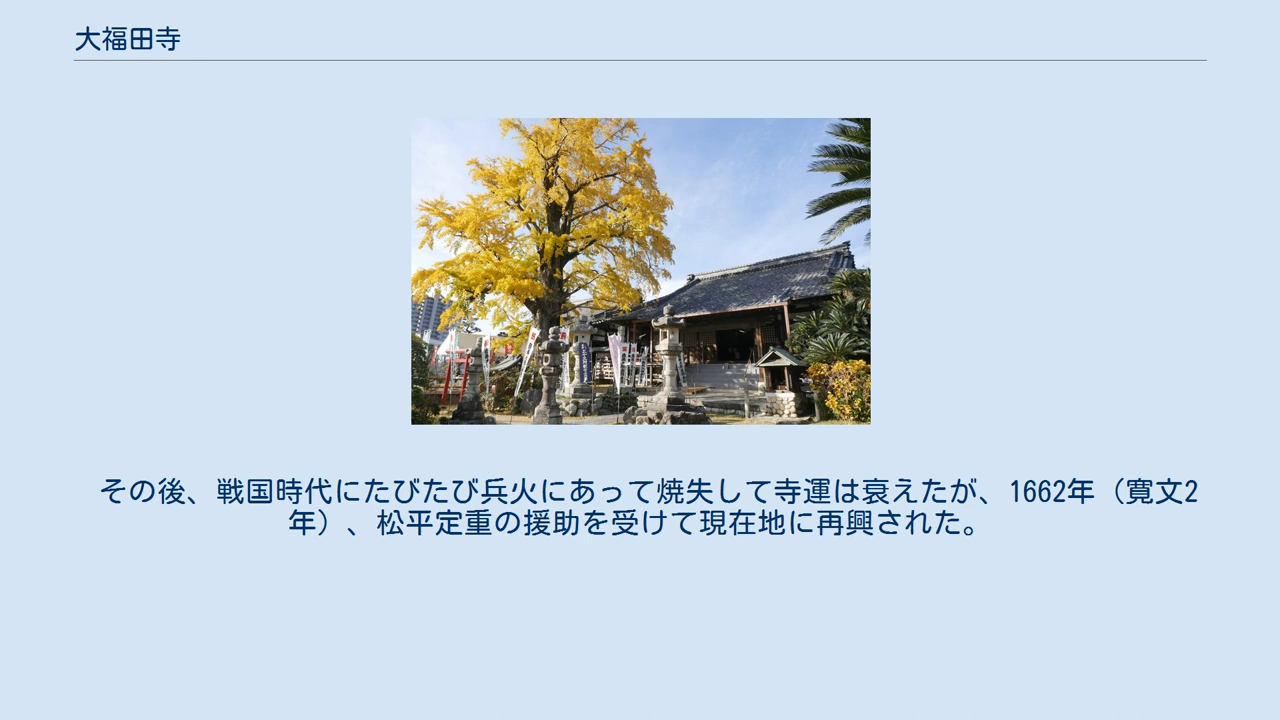 大福田寺
その後、戦国時代にたびたび兵火にあって焼失して寺運は衰えたが、1662年（寛文2
年）、松平定重の援助を受けて現在地に再興された。